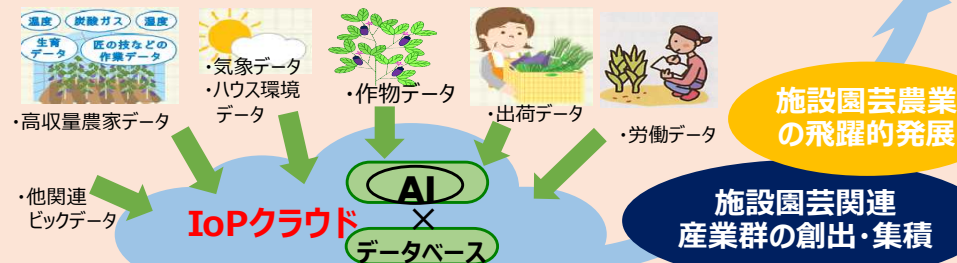 温度 炭酸ガス 湿度
生育
データ
匠の技などの
作業データ
・高収量農家データ
・気象データ
・ハウス環境
データ
・作物データ
・出荷データ
・労働データ
・他関連
ビックデータ
IoPクラウド
AI
×
データベース
施設園芸農業
の飛躍的発展
施設園芸関連
産業群の創出・集積